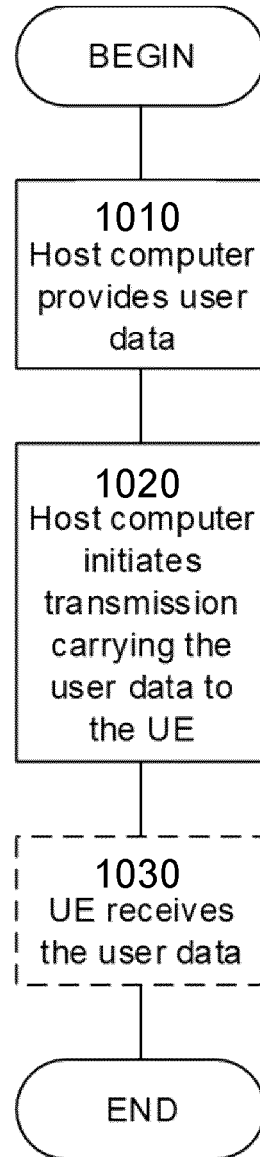 BEGIN
1010
Host computer
provides user
data
1020
Host computer
initiates
transmission
carrying the
user data to
the UE
1030
UE receives
the user data
END